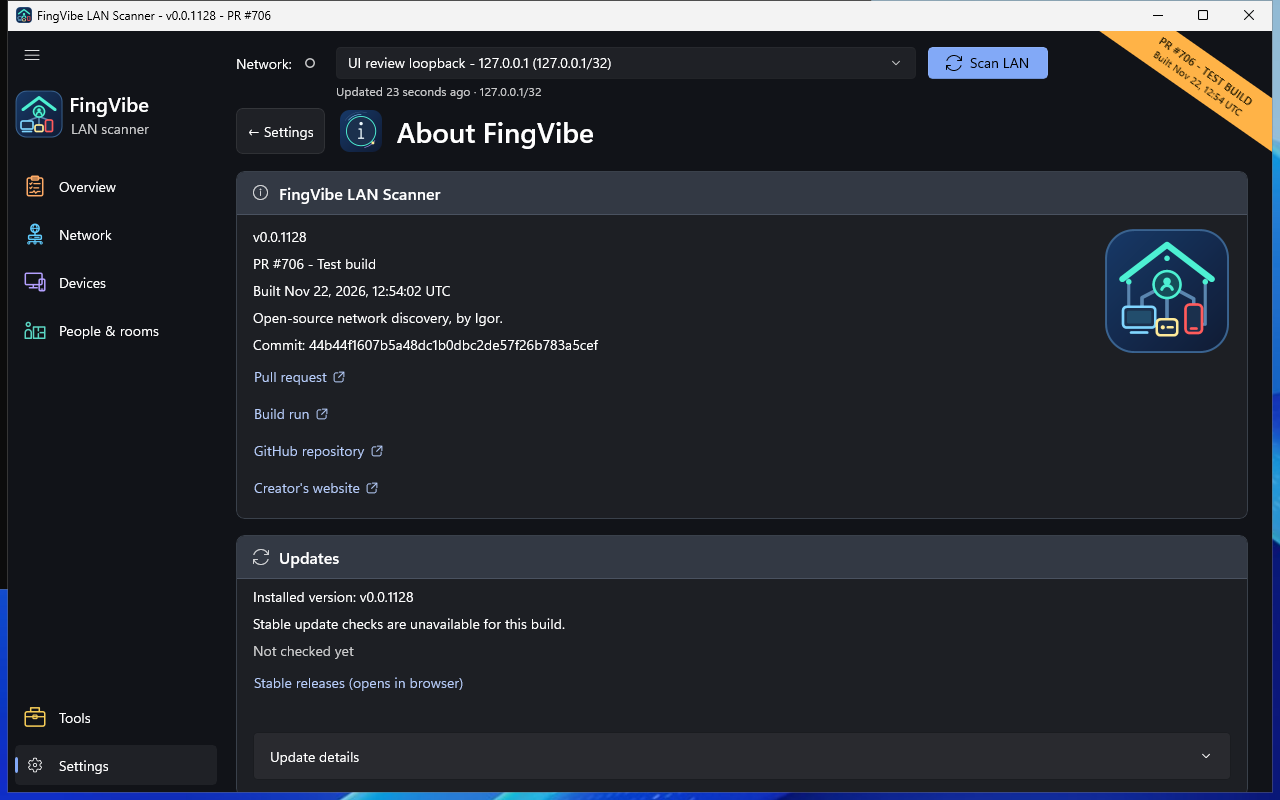 FingVibe LAN Scanner - v0.0.1128 - PR #706
PR #706 - TEST BUILD
Built Nov 22, 12:54 UTC
Network:
UI review loopback - 127.0.0.1 (127.0.0.1/32)
Scan LAN
Updated 23 seconds ago · 127.0.0.1/32
FingVibe
LAN scanner
← Settings
About FingVibe
Overview
Network
Devices
People & rooms
Tools
Settings
FingVibe LAN Scanner
v0.0.1128
PR #706 - Test build
Built Nov 22, 2026, 12:54:02 UTC
Open-source network discovery, by Igor.
Commit: 44b44f1607b5a48dc1b0dbc2de57f26b783a5cef
Pull request
Build run
GitHub repository
Creator's website
Updates
Installed version: v0.0.1128
Stable update checks are unavailable for this build.
Not checked yet
Stable releases (opens in browser)
Update details